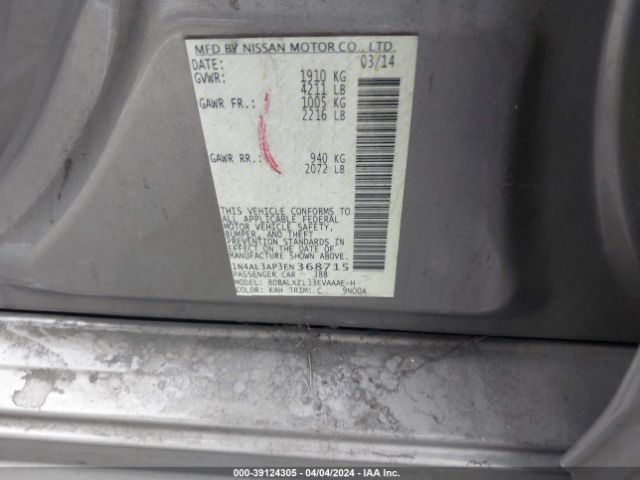 MFD BY NISSAN MOTOR CO., LTD.
DATE: 03/14
GVWR: 1910 KG
4211 LB
GAWR FR.: 1005 KG
2216 LB
GAWR RR.: 940 KG
2072 LB
THIS VEHICLE CONFORMS TO
ALL APPLICABLE FEDERAL
MOTOR VEHICLE SAFETY,
BUMPER, AND THEFT
PREVENTION STANDARDS
IN EFFECT ON THE DATE OF
MANUFACTURE SHOWN ABOVE.
1N4AL3AP3EN368715
PASSENGER CAR J88
MODEL: BDBALXZL33EVAAAE-H
COLOR: KAH TRIM: C 9N00A
000-39124305 - 04/04/2024 - IAA Inc.